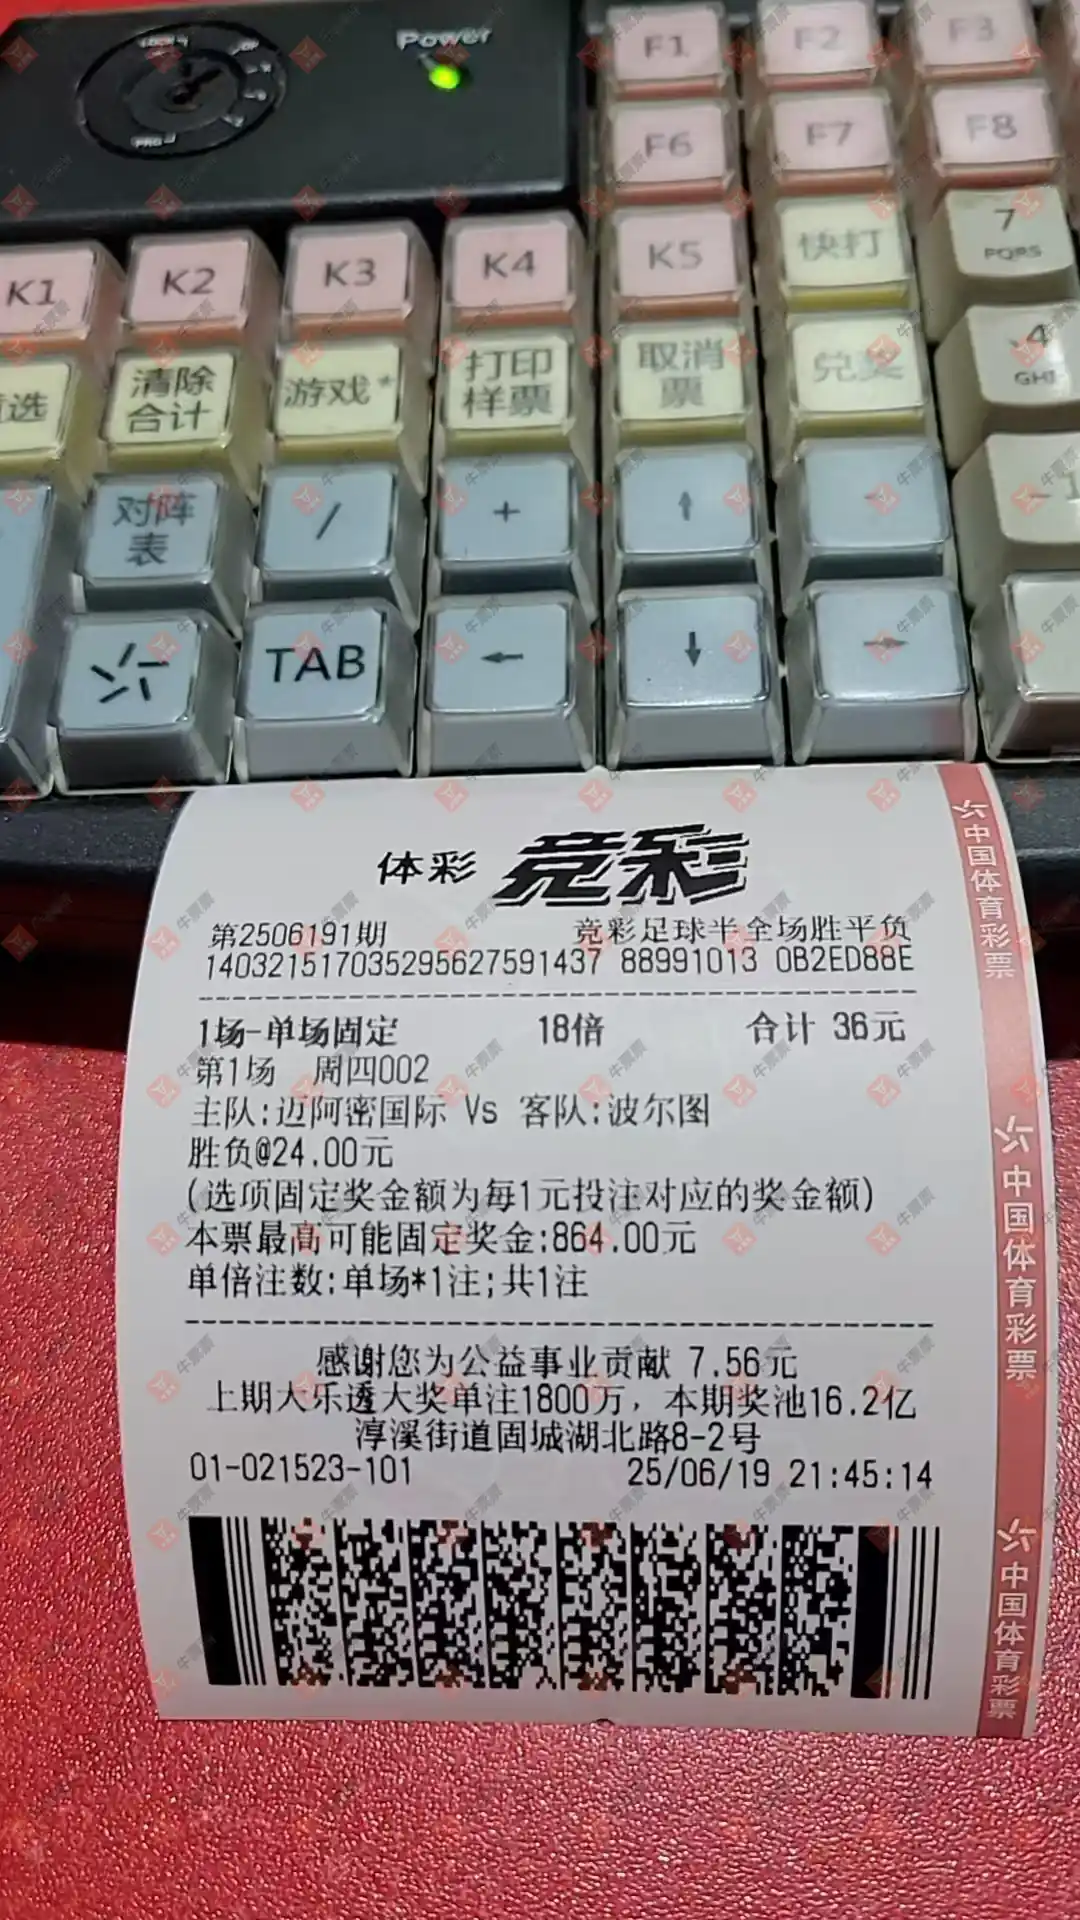 Power
F1
F2
F3
F6
F7
F8
K1
K2
K3
K4
K5
快打
7
PQRS
选
清除
合计
游戏*
打印
样票
取消
票
兑奖
4
GHI
对阵
表
/
+
↑
-
1
TAB
←
↓
→
体彩 竞彩
第2506191期 竞彩足球半全场胜平负
140321517035295627591437 88991013 0B2ED88E
1场-单场固定 18倍 合计 36元
第1场 周四002
主队:迈阿密国际 Vs 客队:波尔图
胜负@24.00元
(选项固定奖金额为每1元投注对应的奖金额)
本票最高可能固定奖金:864.00元
单倍注数:单场*1注;共1注
感谢您为公益事业贡献 7.56元
上期大乐透大奖单注1800万，本期奖池16.2亿
淳溪街道固城湖北路8-2号
01-021523-101 25/06/19 21:45:14
中国体育彩票
中国体育彩票
中国体育彩票
牛票票